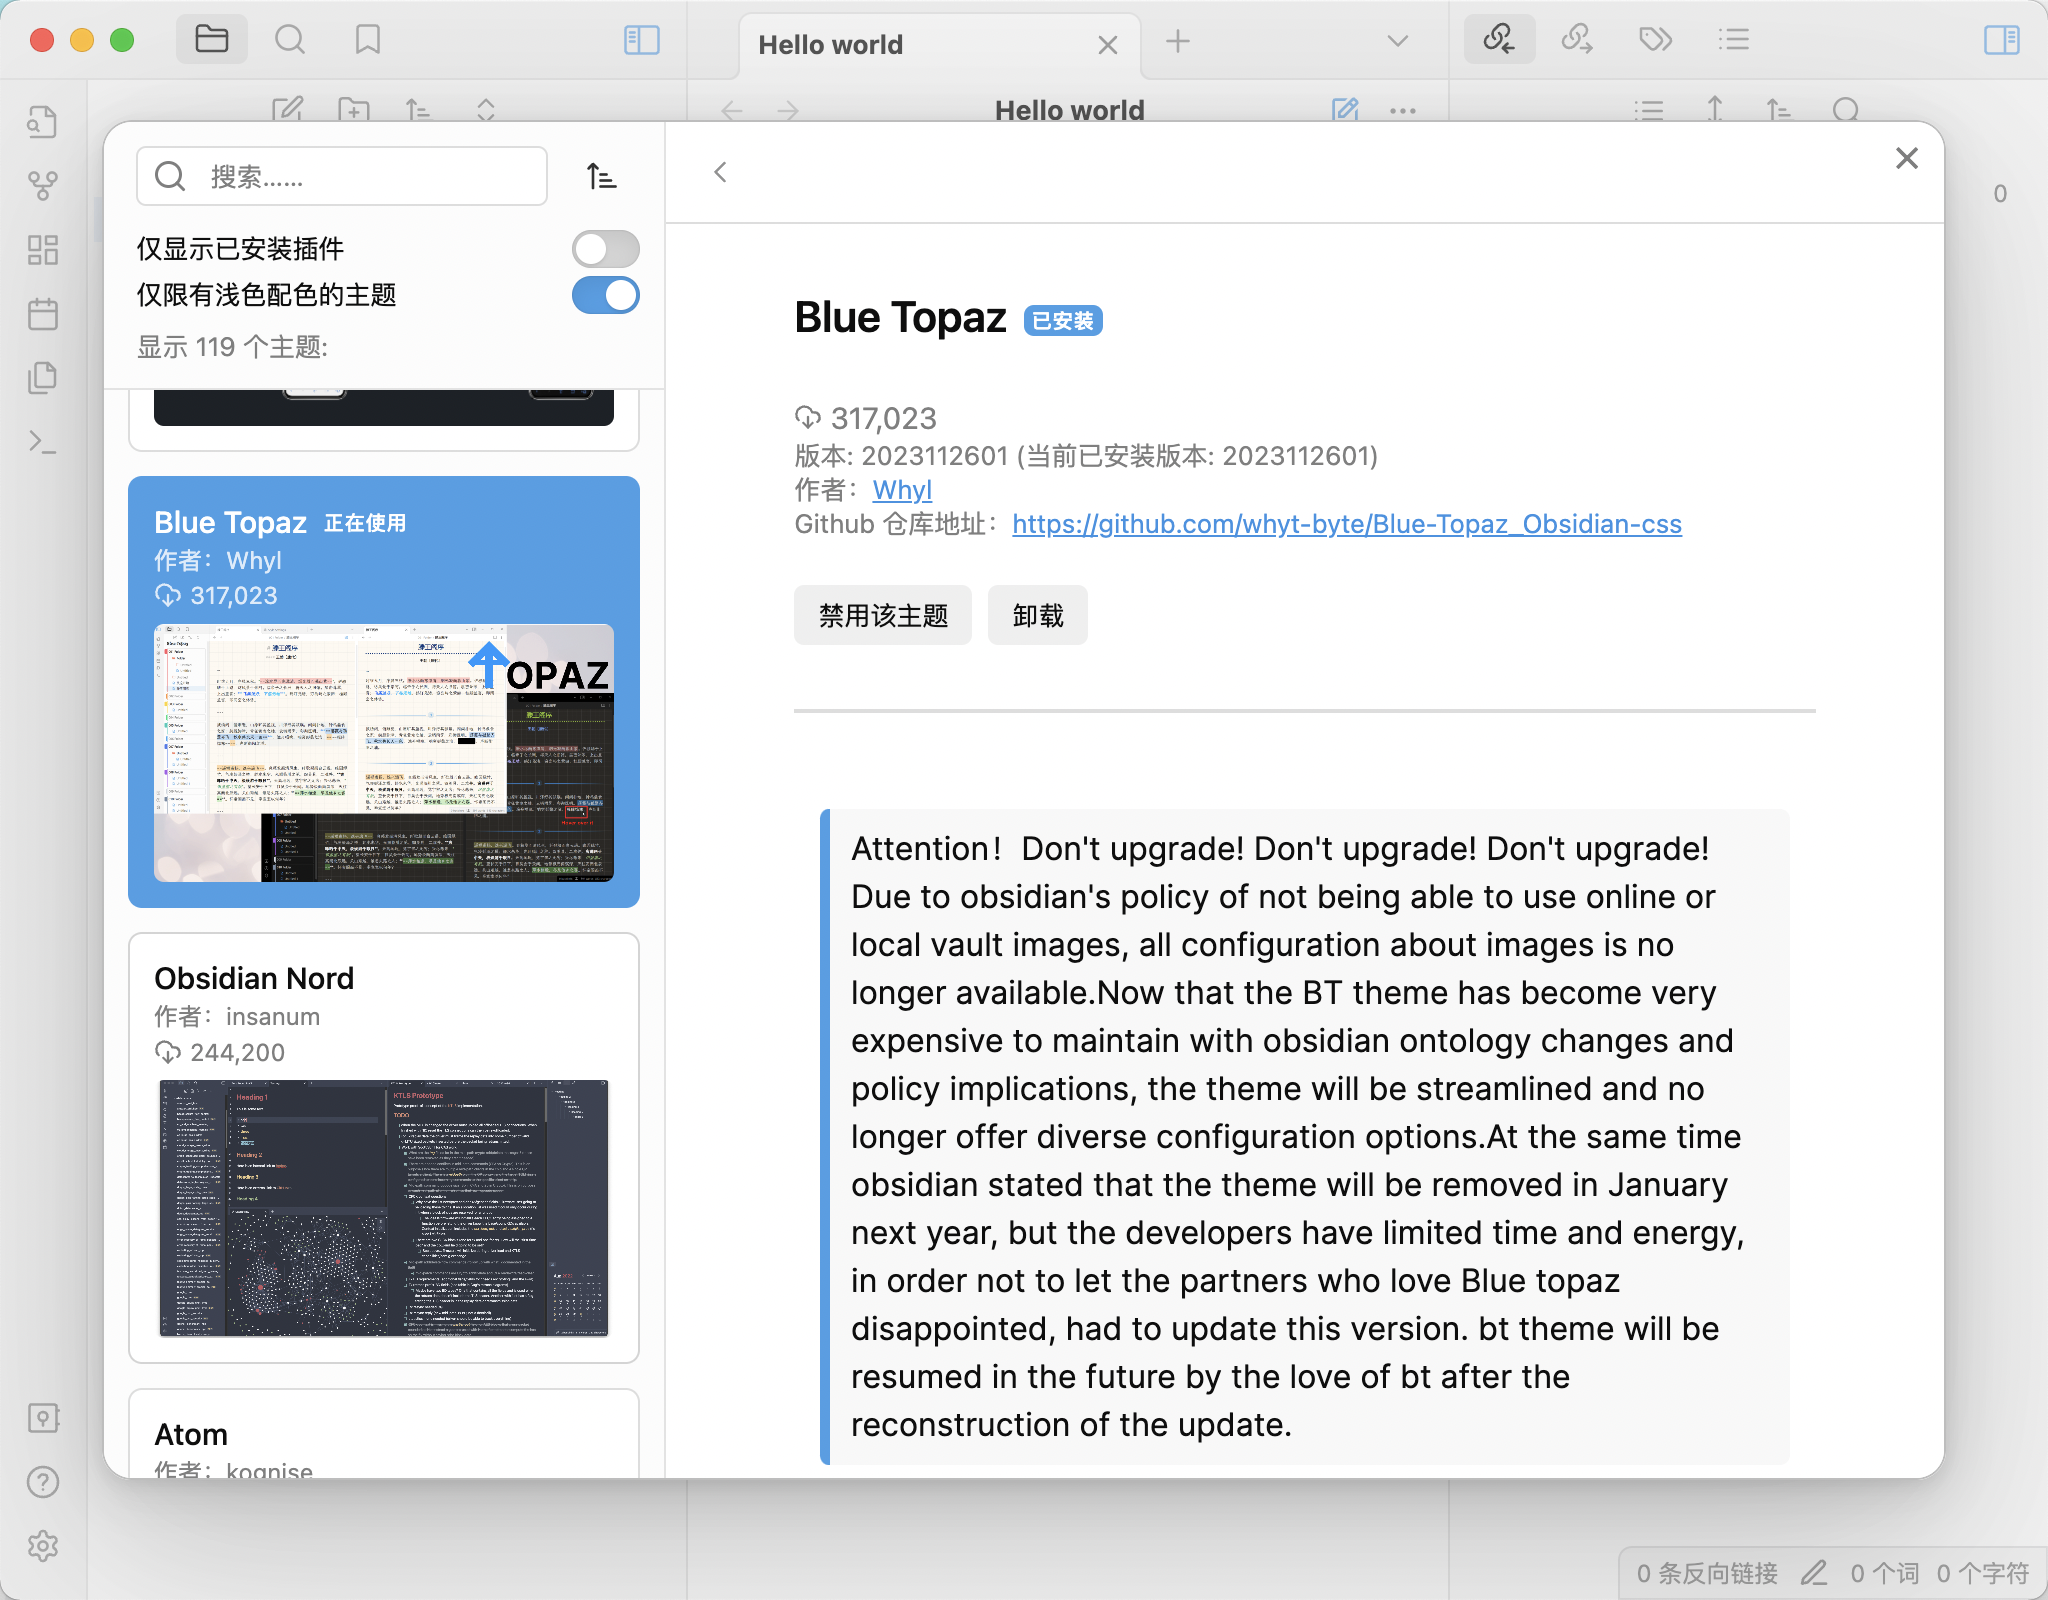 Hello world
Hello world
搜索......
仅显示已安装插件
仅限有浅色配色的主题
显示 119 个主题:
Blue Topaz 正在使用
作者： Whyl
317,023
OPAZ
Obsidian Nord
作者： insanum
244,200
Heading 1
KTLS Prototype
TODO
Heading 2
Heading 3
Heading 4
Atom
作者： kognise
Blue Topaz 已安装
317,023
版本: 2023112601 (当前已安装版本: 2023112601)
作者： Whyl
Github 仓库地址： https://github.com/whyt-byte/Blue-Topaz_Obsidian-css
禁用该主题 卸载
Attention！ Don't upgrade! Don't upgrade! Don't upgrade!
Due to obsidian's policy of not being able to use online or
local vault images, all configuration about images is no
longer available.Now that the BT theme has become very
expensive to maintain with obsidian ontology changes and
policy implications, the theme will be streamlined and no
longer offer diverse configuration options.At the same time
obsidian stated that the theme will be removed in January
next year, but the developers have limited time and energy,
in order not to let the partners who love Blue topaz
disappointed, had to update this version. bt theme will be
resumed in the future by the love of bt after the
reconstruction of the update.
0
0 条反向链接 0 个词 0 个字符